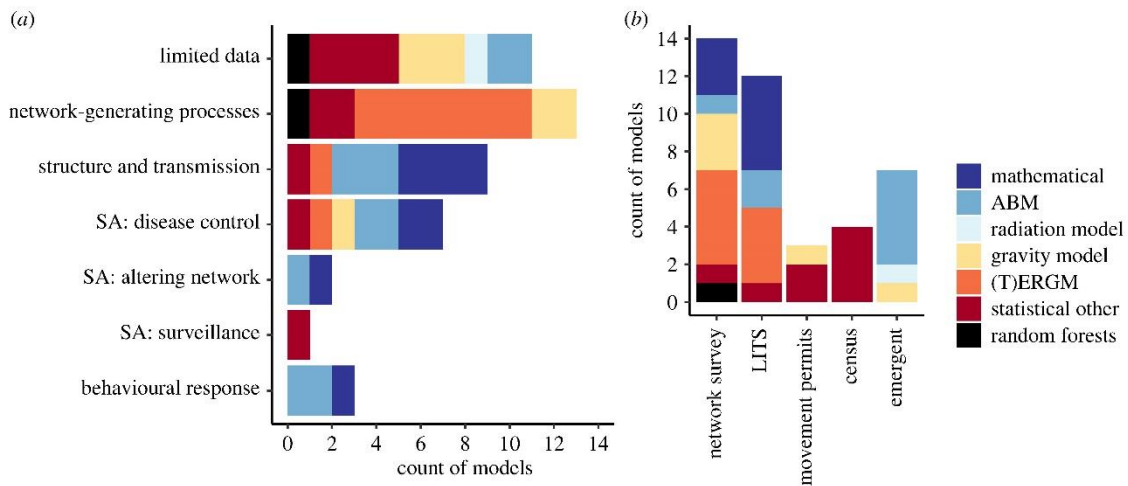 (a)
limited data
network-generating processes
structure and transmission
SA: disease control
SA: altering network
SA: surveillance
behavioural response
0 2 4 6 8 10 12 14
count of models
(b)
14
12
10
8
6
4
2
0
count of models
network survey
LITS
movement permits
census
emergent
mathematical
ABM
radiation model
gravity model
(T)ERGM
statistical other
random forests